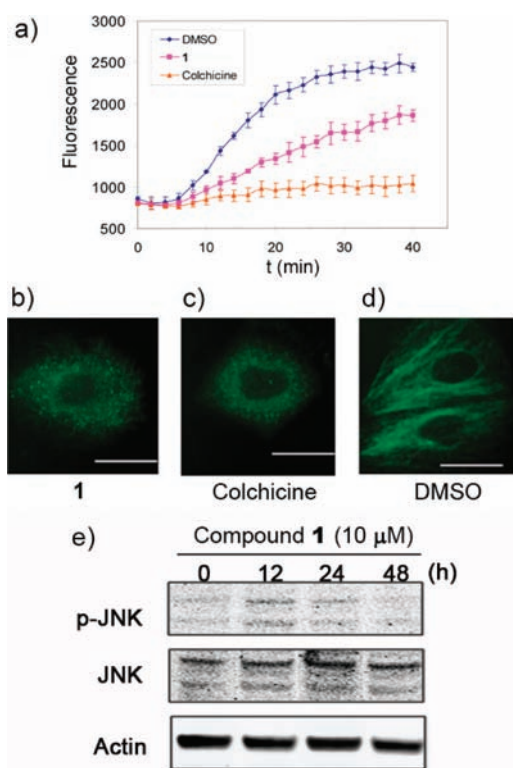 a)
3000
2500
2000
1500
1000
500
Fluorescence
DMSO
1
Colchicine
0 10 20 30 40
t (min)
b) c) d)
1 Colchicine DMSO
e)
Compound 1 (10 μM)
0 12 24 48 (h)
p-JNK
JNK
Actin